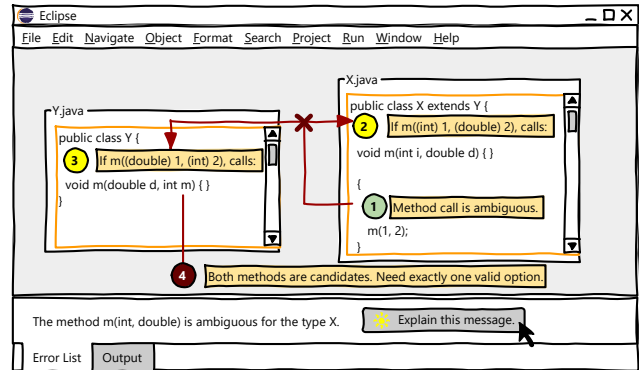 Eclipse
File Edit Navigate Object Format Search Project Run Window Help
X.java
public class X extends Y {
2 If m((int) 1, (double) 2), calls:
void m(int i, double d) { }
{
1 Method call is ambiguous.
m(1, 2);
}
Y.java
public class Y {
3 If m((double) 1, (int) 2), calls:
void m(double d, int m) { }
}
4 Both methods are candidates. Need exactly one valid option.
The method m(int, double) is ambiguous for the type X.
Explain this message.
Error List Output